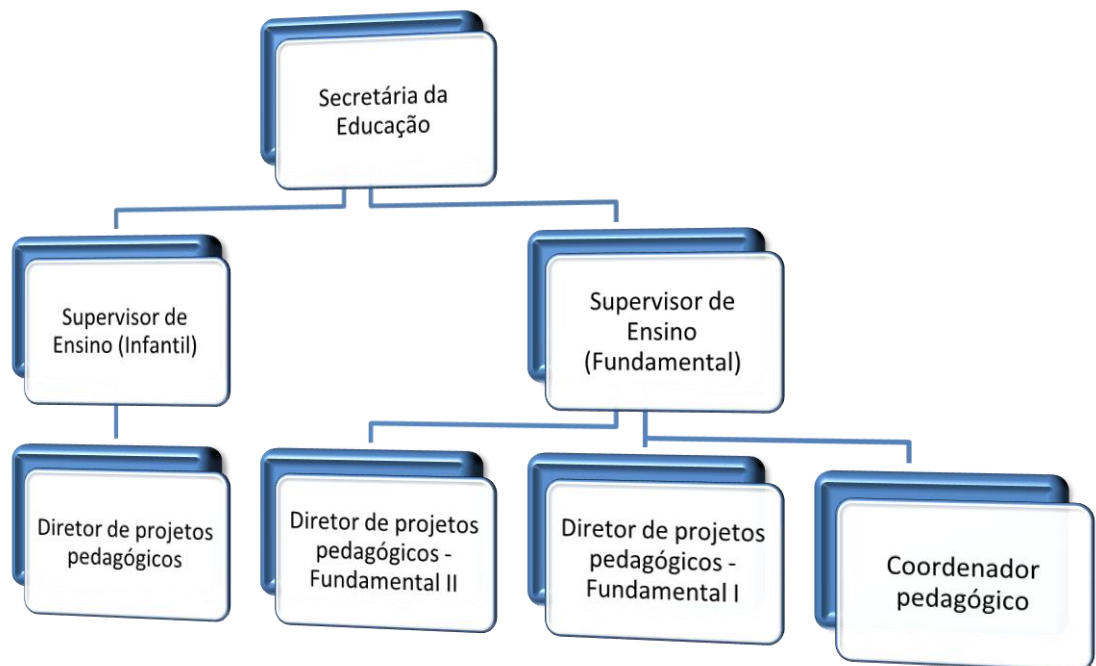 Secretária da
Educação
Supervisor de
Ensino (Infantil)
Supervisor de
Ensino
(Fundamental)
Diretor de projetos
pedagógicos
Diretor de projetos
pedagógicos -
Fundamental II
Diretor de projetos
pedagógicos -
Fundamental I
Coordenador
pedagógico